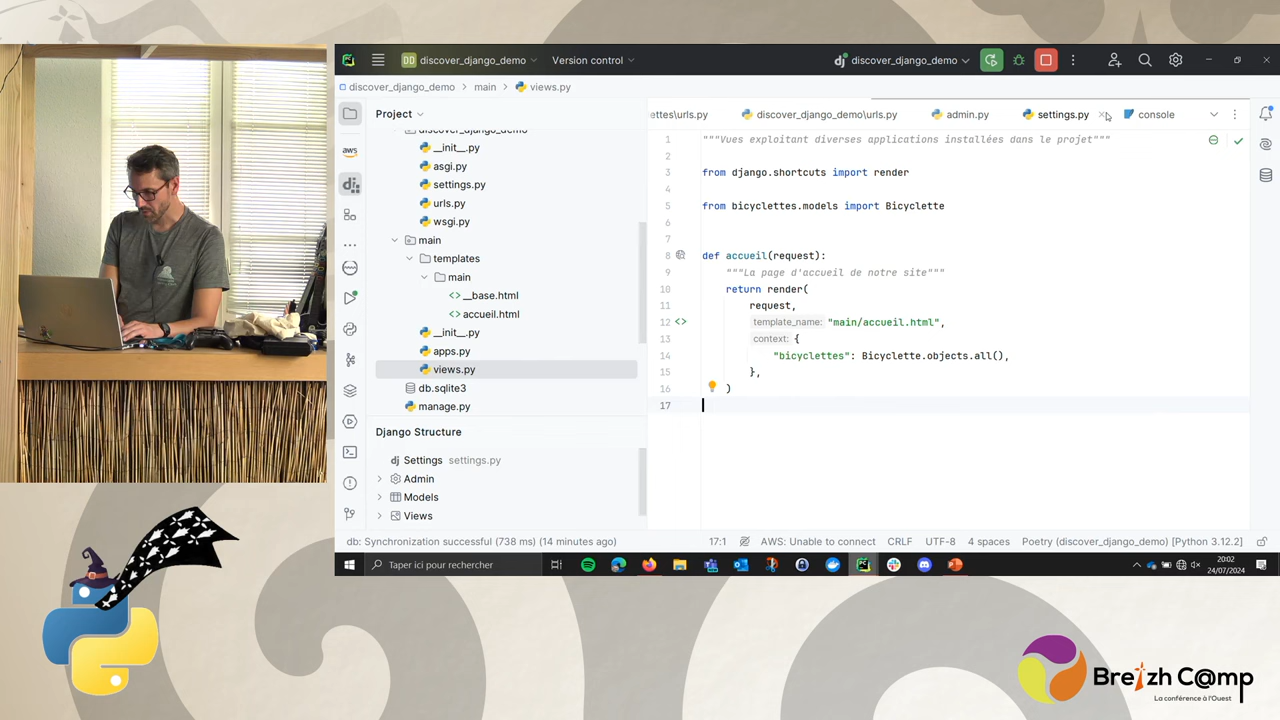 DD discover_django_demo
Version control
discover_django_demo
discover_django_demo
main
views.py
Project
ettes\urls.py
discover_django_demo\urls.py
admin.py
settings.py
console
discover_django_demo
__init__.py
asgi.py
settings.py
urls.py
wsgi.py
main
templates
main
__base.html
accueil.html
__init__.py
apps.py
views.py
db.sqlite3
manage.py
aws
dj
1 """Vues exploitant diverses applications installées dans le projet
2
3 from django.shortcuts import render
4
5 from bicyclettes.models import Bicyclette
6
7
8 def accueil(request):
9 """La page d'accueil de notre site"""
10 return render(
11 request,
12 template_name: "main/accueil.html",
13 context: {
14 "bicyclettes": Bicyclette.objects.all(),
15 },
16 )
17
Django Structure
dj Settings settings.py
Admin
Models
Views
db: Synchronization successful (738 ms) (14 minutes ago)
17:1
AWS: Unable to connect
CRLF
UTF-8
4 spaces
Poetry (discover_django_demo) [Python 3.12.2]
Taper ici pour rechercher
20:02
24/07/2024
Breizh C@mp
La conférence à l'Ouest